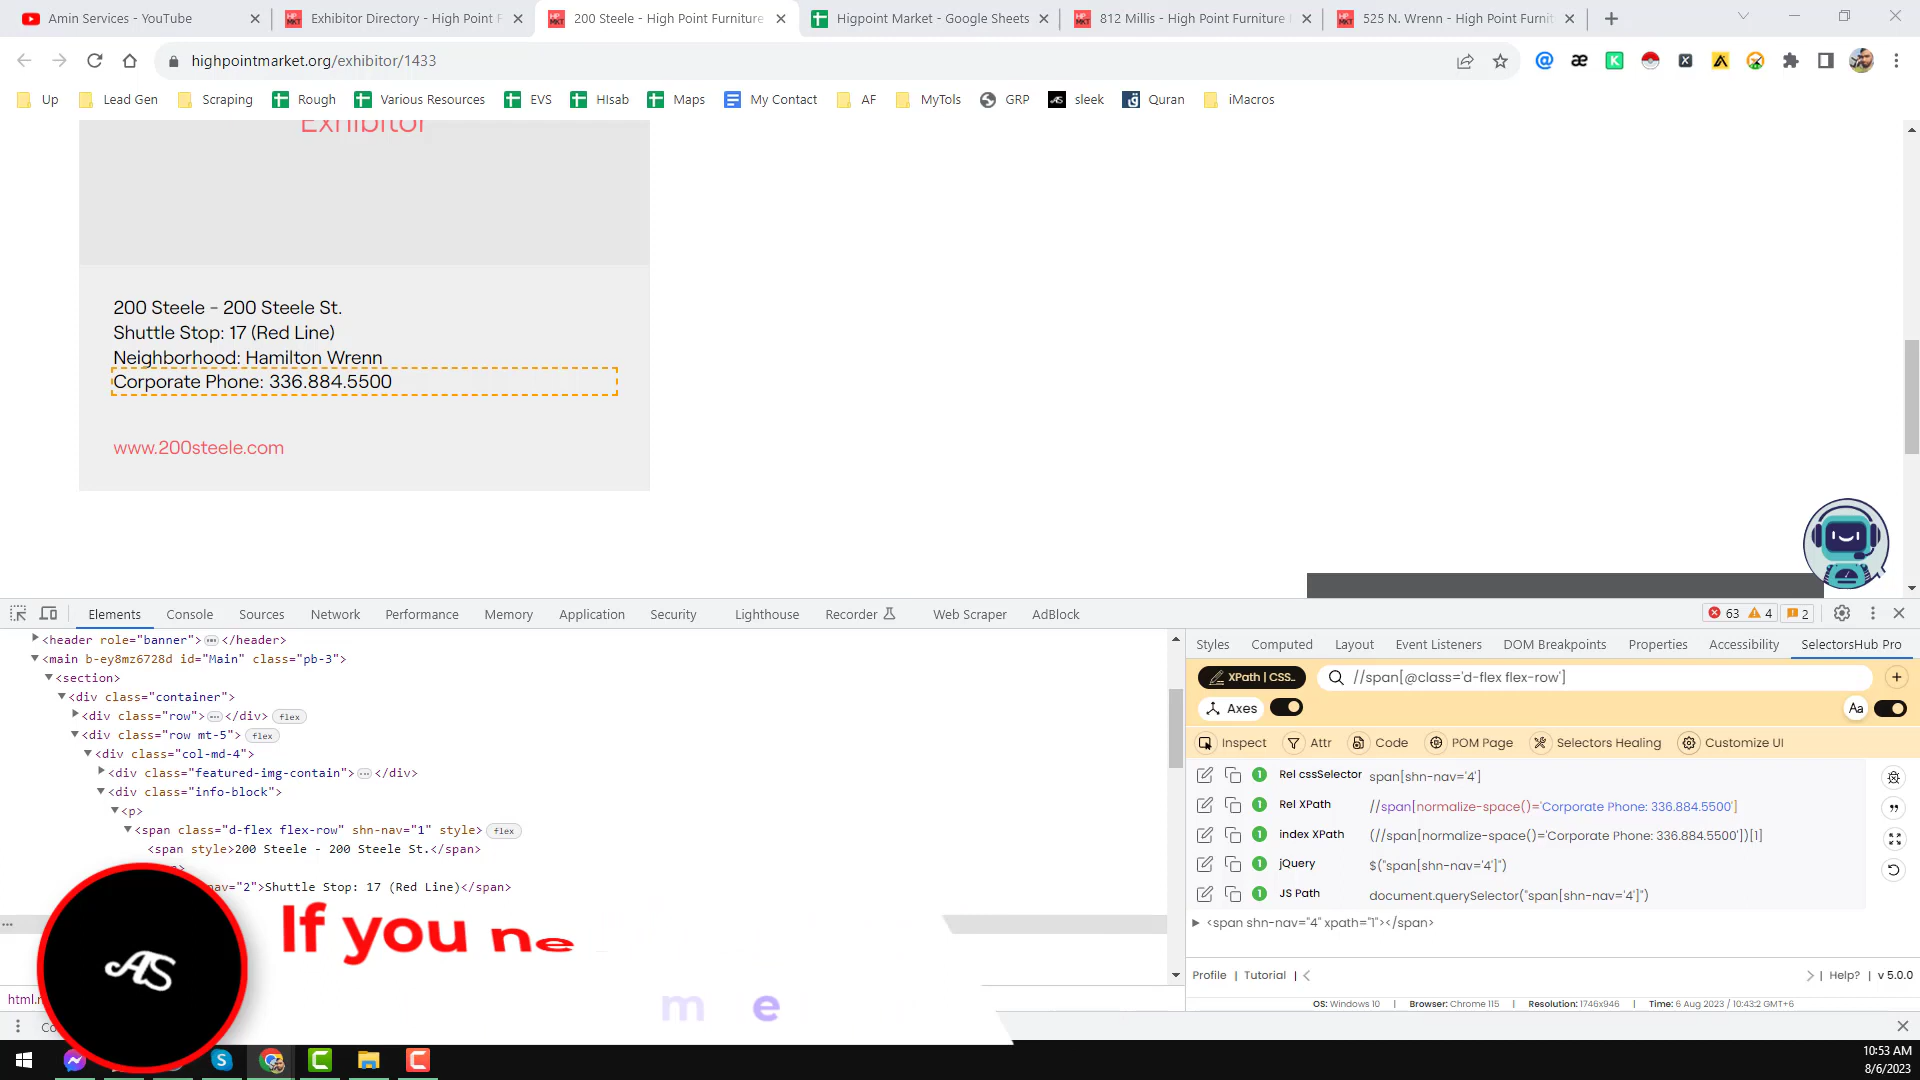 Amin Services - YouTube
Exhibitor Directory - High Point F
200 Steele - High Point Furniture
Higpoint Market - Google Sheets
812 Millis - High Point Furniture
525 N. Wrenn - High Point Furnit
highpointmarket.org/exhibitor/1433
Up
Lead Gen
Scraping
Rough
Various Resources
EVS
HIsab
Maps
My Contact
AF
MyTols
GRP
sleek
Quran
iMacros
Exhibitor
200 Steele - 200 Steele St.
Shuttle Stop: 17 (Red Line)
Neighborhood: Hamilton Wrenn
Corporate Phone: 336.884.5500
www.200steele.com
Elements
Console
Sources
Network
Performance
Memory
Application
Security
Lighthouse
Recorder
Web Scraper
AdBlock
63
4
2
<header role="banner"> </header>
<main b-ey8mz6728d id="Main" class="pb-3">
<section>
<div class="container">
<div class="row"> </div> flex
<div class="row mt-5"> flex
<div class="col-md-4">
<div class="featured-img-contain"> </div>
<div class="info-block">
<p>
<span class="d-flex flex-row" shn-nav="1" style> flex
<span style>200 Steele - 200 Steele St.</span>
="2">Shuttle Stop: 17 (Red Line)</span>
html.
Co
Styles
Computed
Layout
Event Listeners
DOM Breakpoints
Properties
Accessibility
SelectorsHub Pro
XPath | CSS..
//span[@class='d-flex flex-row']
Axes
Aa
Inspect
Attr
Code
POM Page
Selectors Healing
Customize UI
1 Rel cssSelector span[shn-nav='4']
1 Rel XPath //span[normalize-space()='Corporate Phone: 336.884.5500']
1 index XPath (//span[normalize-space()='Corporate Phone: 336.884.5500'])[1]
1 jQuery $("span[shn-nav='4']")
1 JS Path document.querySelector("span[shn-nav='4']")
<span shn-nav="4" xpath="1"></span>
Profile | Tutorial |
| Help? | v 5.0.0
OS: Windows 10 | Browser: Chrome 115 | Resolution: 1746x946 | Time: 6 Aug 2023 / 10:43:2 GMT+6
AS
If you ne
m e
10:53 AM
8/6/2023